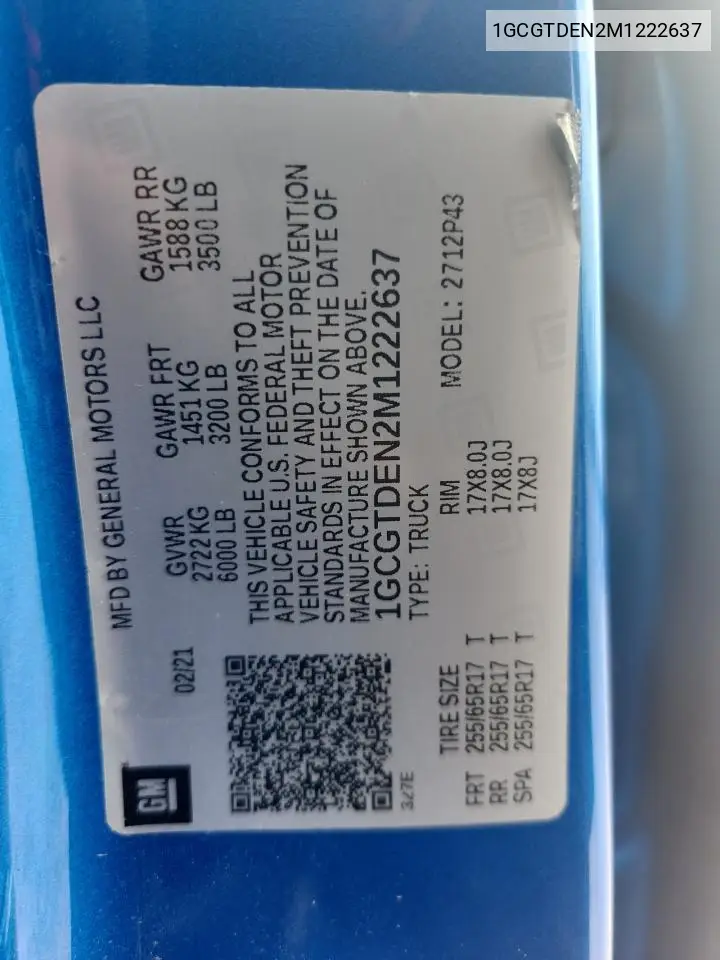 1GCGTDEN2M1222637
GM
02/21
MFD BY GENERAL MOTORS LLC
GVWR GAWR FRT GAWR RR
2722 KG 1451 KG 1588 KG
6000 LB 3200 LB 3500 LB
THIS VEHICLE CONFORMS TO ALL
APPLICABLE U.S. FEDERAL MOTOR
VEHICLE SAFETY AND THEFT PREVENTION
STANDARDS IN EFFECT ON THE DATE OF
MANUFACTURE SHOWN ABOVE.
1GCGTDEN2M1222637
TYPE: TRUCK
327E
TIRE SIZE RIM MODEL: 2712P43
FRT 255/65R17 T 17X8.0J
RR 255/65R17 T 17X8.0J
SPA 255/65R17 T 17X8J